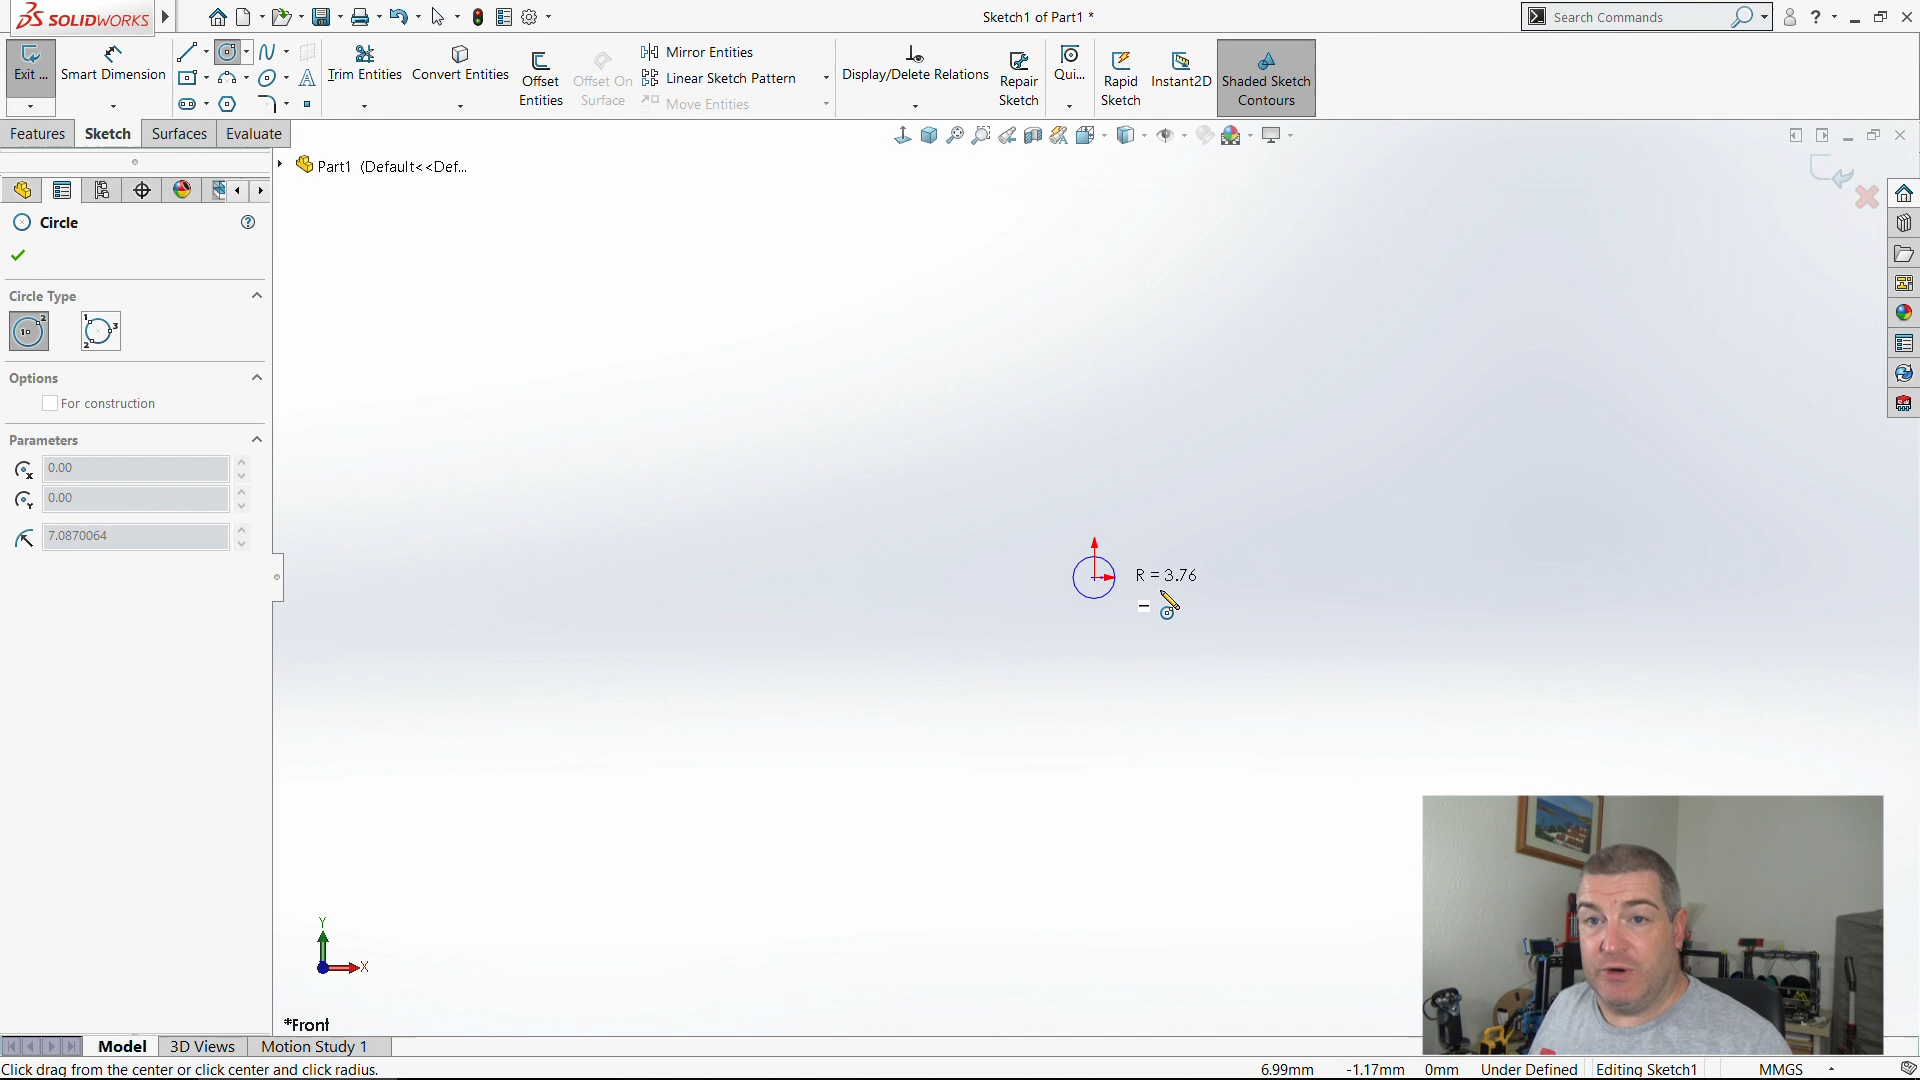 SOLIDWORKS
Sketch1 of Part1 *
Search Commands
Exit ...
Smart Dimension
Trim Entities
Convert Entities
Offset Entities
Offset On Surface
Mirror Entities
Linear Sketch Pattern
Move Entities
Display/Delete Relations
Repair Sketch
Qui...
Rapid Sketch
Instant2D
Shaded Sketch Contours
Features
Sketch
Surfaces
Evaluate
Part1 (Default<<Def...
Circle
Circle Type
Options
For construction
Parameters
0.00
0.00
7.0870064
R = 3.76
Y
X
*Front
Model
3D Views
Motion Study 1
Click drag from the center or click center and click radius.
6.99mm
-1.17mm
0mm
Under Defined
Editing Sketch1
MMGS